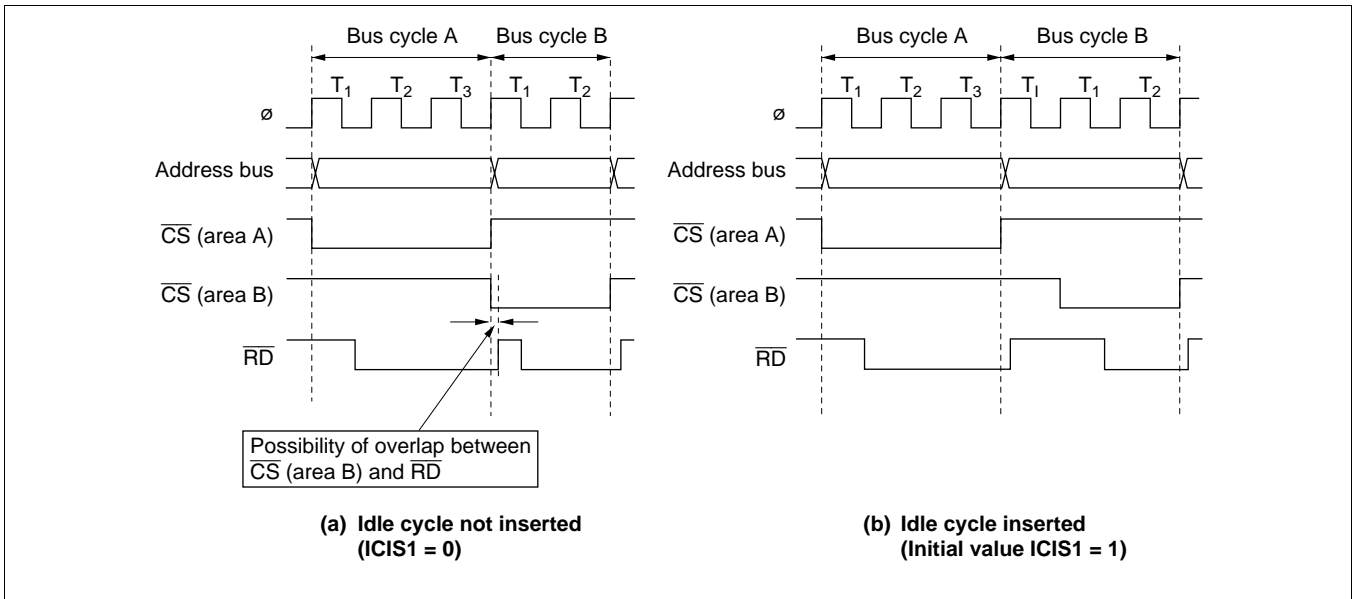 Bus cycle A
Bus cycle B
T1
T2
T3
T1
T2
ø
Address bus
CS (area A)
CS (area B)
RD
Possibility of overlap between
CS (area B) and RD
(a) Idle cycle not inserted
(ICIS1 = 0)
Bus cycle A
Bus cycle B
T1
T2
T3
TI
T1
T2
ø
Address bus
CS (area A)
CS (area B)
RD
(b) Idle cycle inserted
(Initial value ICIS1 = 1)